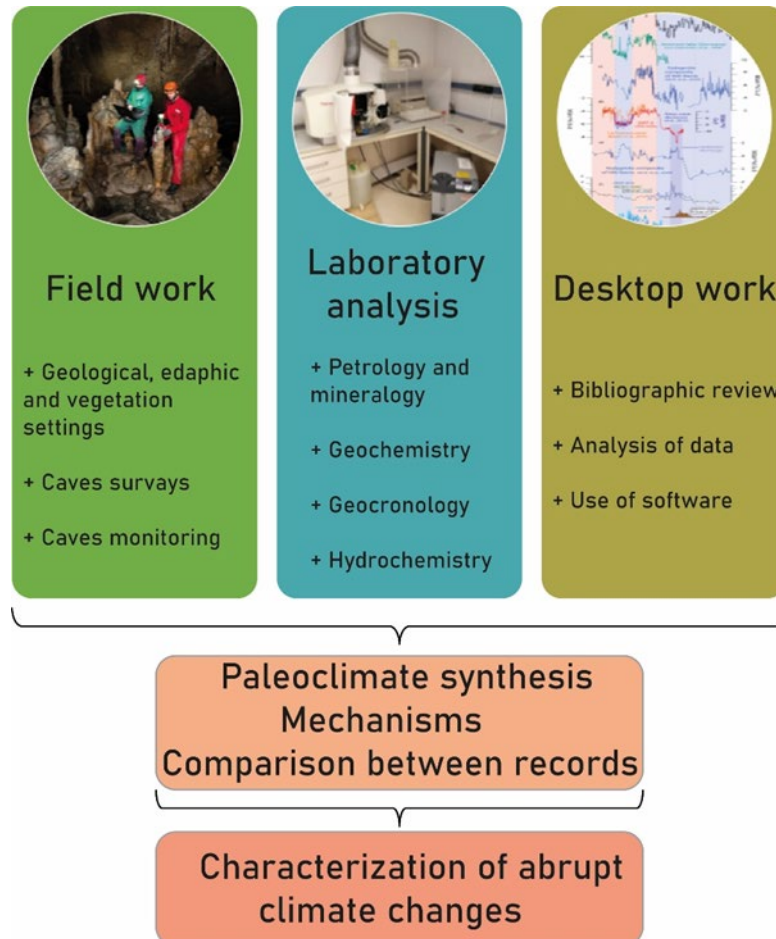 Field work
+ Geological, edaphic
and vegetation
settings
+ Caves survays
+ Caves monitoring
Laboratory
analysis
+ Petrology and
mineralogy
+ Geochemistry
+ Geocronology
+ Hydrochemistry
Desktop work
+ Bibliographic review
+ Analysis of data
+ Use of software
Paleoclimate synthesis
Mechanisms
Comparison between records
Characterization of abrupt
climate changes